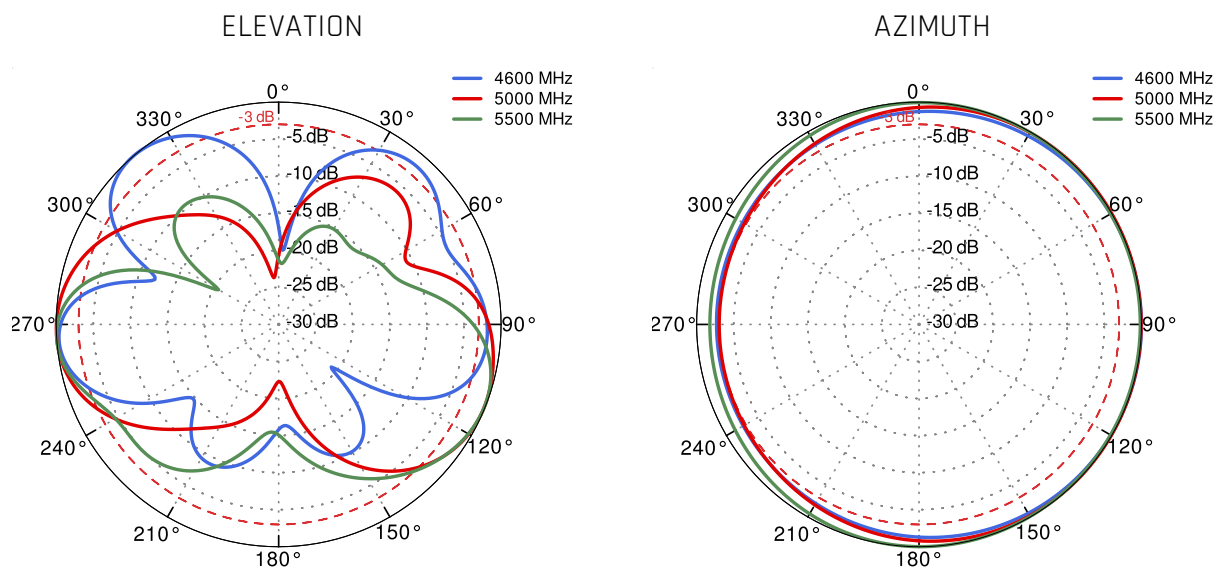 ELEVATION
4600 MHz
5000 MHz
5500 MHz
0°
-3 dB
330°
30°
-5 dB
-10 dB
300°
-15 dB
60°
-20 dB
-25 dB
270°
-30 dB
90°
240°
120°
210°
150°
180°
AZIMUTH
4600 MHz
5000 MHz
5500 MHz
0°
3 dB
330°
30°
-5 dB
-10 dB
300°
-15 dB
60°
-20 dB
-25 dB
270°
-30 dB
90°
240°
120°
210°
150°
180°